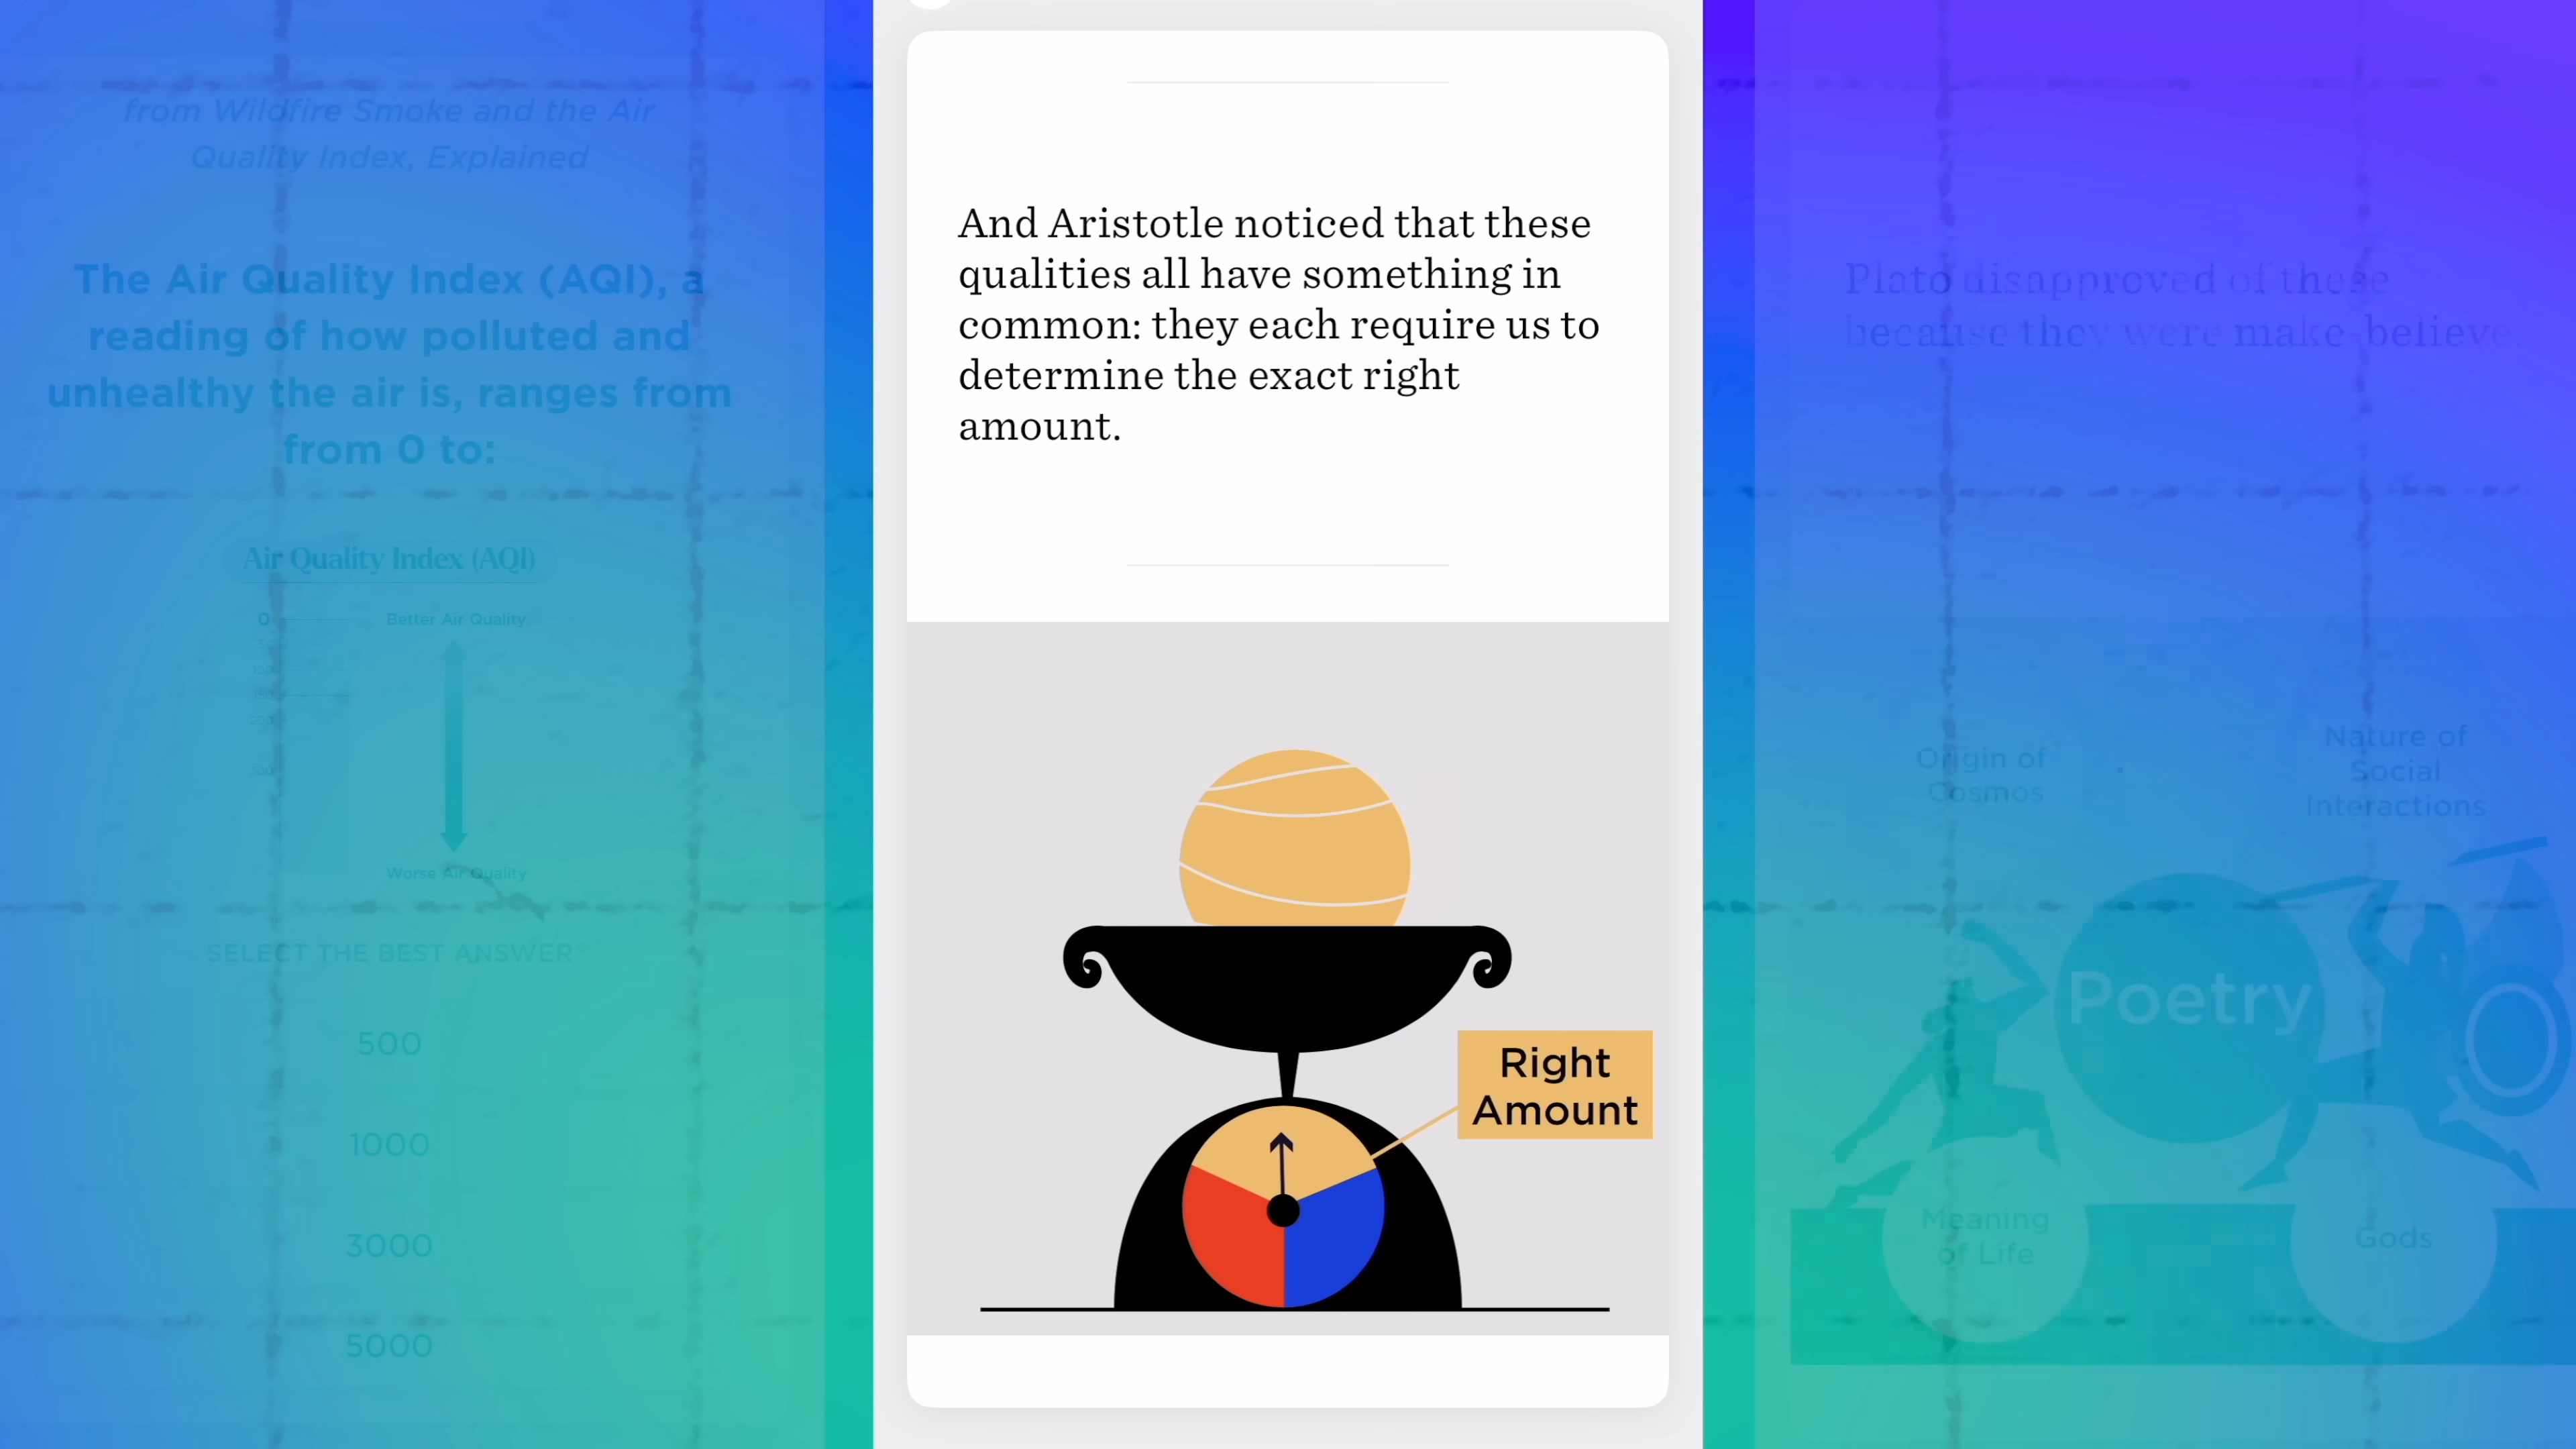 from Wildfire Smoke and the Air
Quality Index, Explained
The Air Quality Index (AQI), a
reading of how polluted and
unhealthy the air is, ranges from
from 0 to:
Air Quality Index (AQI)
0
Better Air Quality
Worse Air Quality
SELECT THE BEST ANSWER
500
1000
3000
5000
And Aristotle noticed that these
qualities all have something in
common: they each require us to
determine the exact right
amount.
Right
Amount
Plato disapproved of these
because they were make-believe
Origin of
Cosmos
Nature of
Social
Interactions
Poetry
Meaning
of Life
Gods